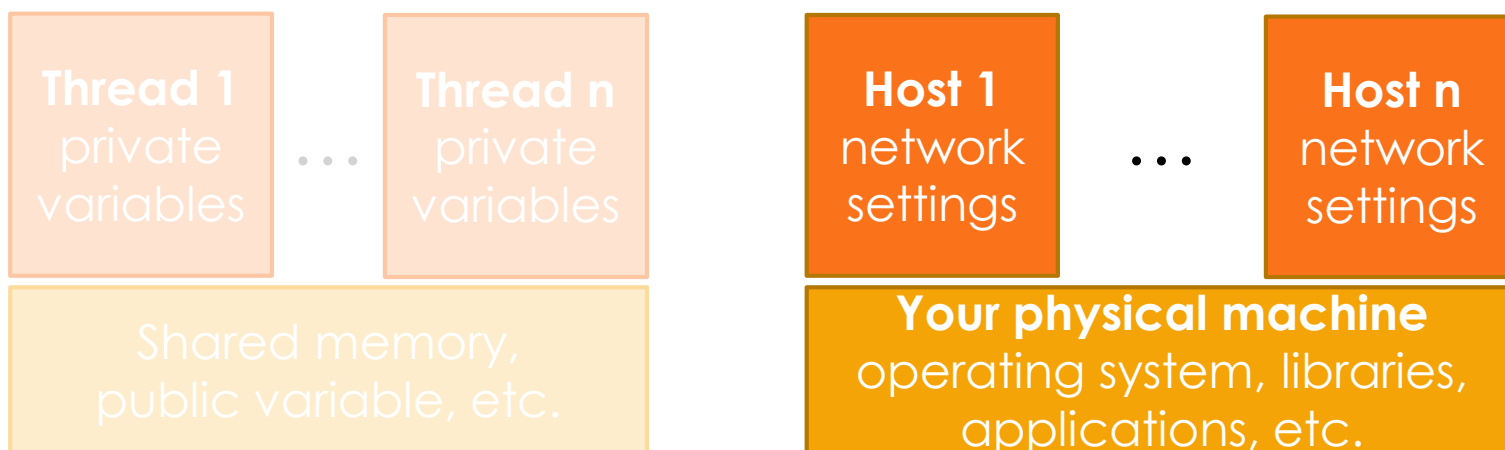 Thread 1
private
variables
...
Thread n
private
variables
Shared memory,
public variable, etc.
Host 1
network
settings
...
Host n
network
settings
Your physical machine
operating system, libraries,
applications, etc.